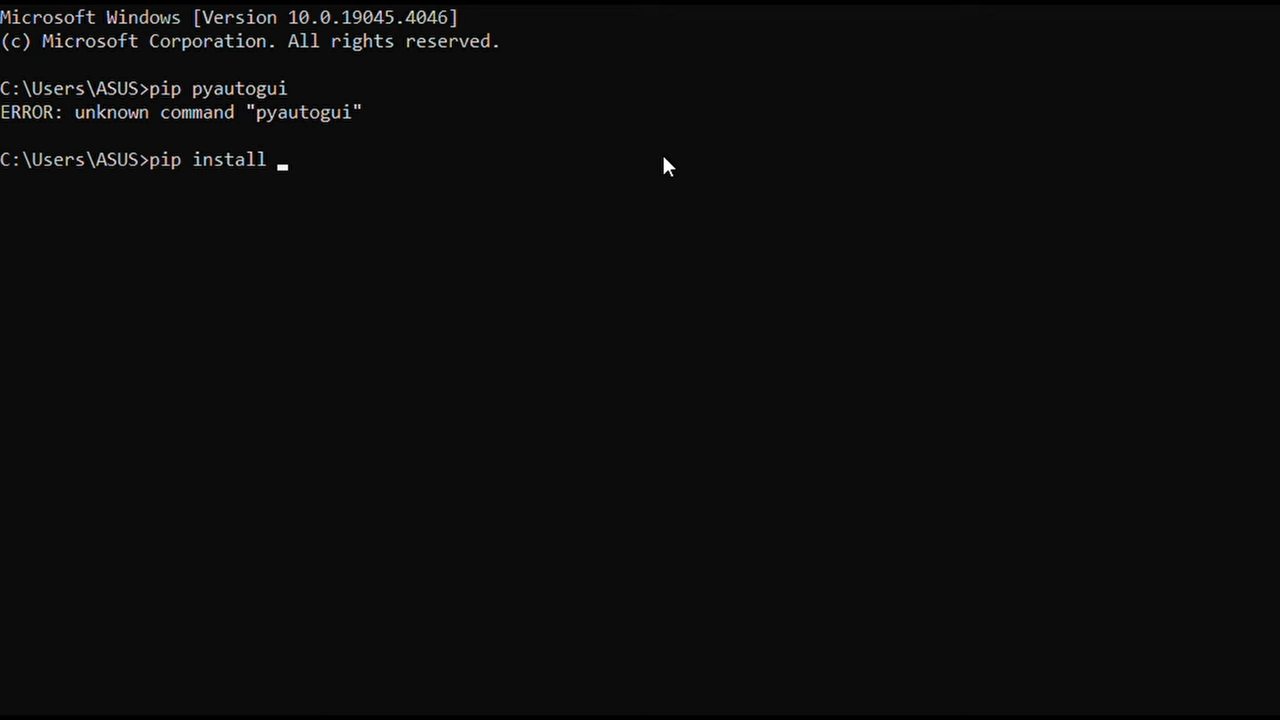 Microsoft Windows [Version 10.0.19045.4046]
(c) Microsoft Corporation. All rights reserved.
C:\Users\ASUS>pip pyautogui
ERROR: unknown command "pyautogui"
C:\Users\ASUS>pip install